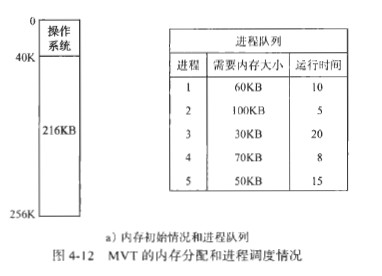 0
操作
系统
40K
216KB
256K
进程队列
进程 需要内存大小 运行时间
1 60KB 10
2 100KB 5
3 30KB 20
4 70KB 8
5 50KB 15
a）内存初始情况和进程队列
图 4-12 MVT 的内存分配和进程调度情况